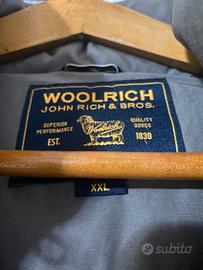 WOOLRICH
JOHN RICH & BROS.
SUPERIOR PERFORMANCE
QUALITY GOODS
Woolrich
EST.
1830
XXL
subito